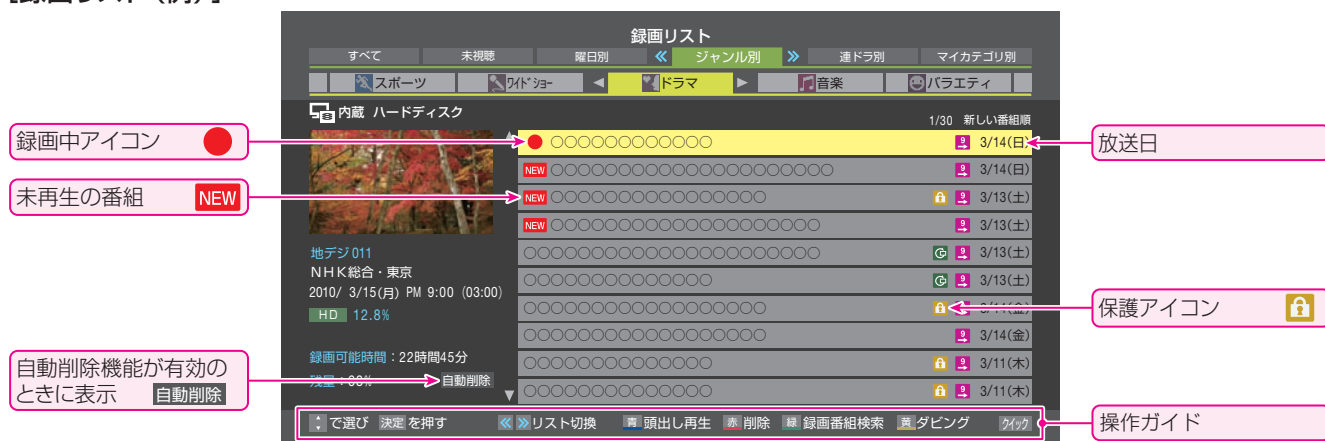 録画リスト
すべて 未視聴 曜日別 ≪ ジャンル別 ≫ 連ドラ別 マイカテゴリ別
スポーツ ワイドショー ◀ ドラマ ▶ 音楽 バラエティ
内蔵 ハードディスク
1/30 新しい番組順
録画中アイコン
○○○○○○○○○○○○ 9 3/14(日)
放送日
NEW ○○○○○○○○○○○○○○○○○○○○○ 9 3/14(日)
未再生の番組 NEW
NEW ○○○○○○○○○○○○○○○○ 9 3/13(土)
NEW ○○○○○○○○○○○○○○○○○○○○ 9 3/13(土)
地デジ 011
○○○○○○○○○○○○○○○○○○○○○○ G 9 3/13(土)
NHK総合・東京
○○○○○○○○○○○○○○ G 9 3/13(土)
2010/ 3/15(月) PM 9:00 (03:00)
HD 12.8%
○○○○○○○○○○○○○○○○○○
保護アイコン
○○○○○○○○○○○○○○○○○○ 9 3/14(金)
録画可能時間：22時間45分
○○○○○○○○○○○○○○ 9 3/11(木)
自動削除機能が有効の
ときに表示 自動削除
自動削除
○○○○○○○○○○○○○○ 9 3/11(木)
で選び 決定 を押す ≪ ≫ リスト切換 青 頭出し再生 赤 削除 緑 録画番組検索 黄 ダビング クイック
操作ガイド